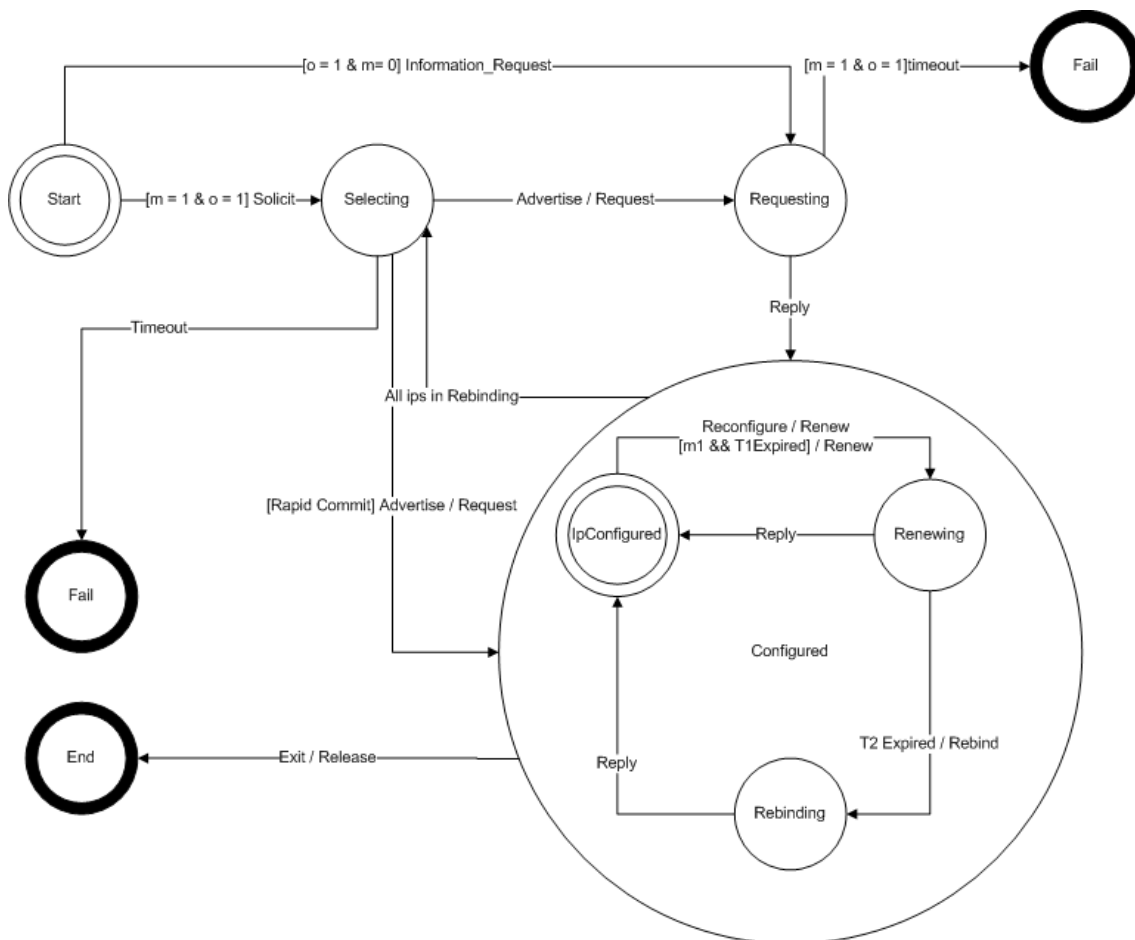 [o = 1 & m= 0] Information_Request
[m = 1 & o = 1]timeout
Fail
Start
[m = 1 & o = 1] Solicit
Selecting
Advertise / Request
Requesting
Reply
Timeout
All ips in Rebinding
Reconfigure / Renew
[m1 && T1Expired] / Renew
[Rapid Commit] Advertise / Request
IpConfigured
Reply
Renewing
Fail
Configured
End
Exit / Release
Reply
T2 Expired / Rebind
Rebinding